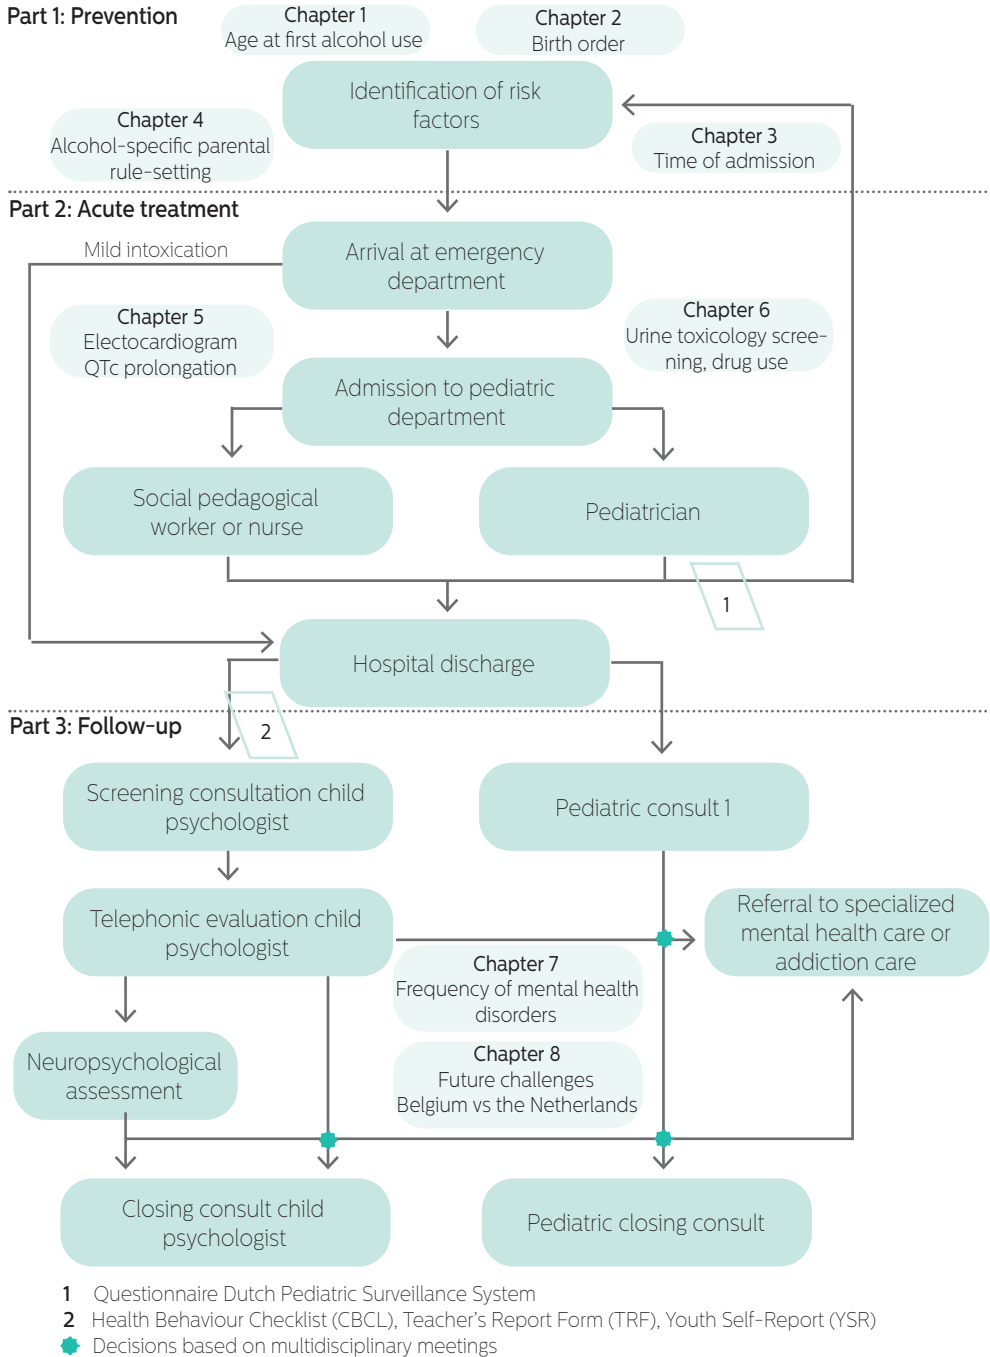 Part 1: Prevention
Chapter 1
Age at first alcohol use
Chapter 2
Birth order
Identification of risk
factors
Chapter 4
Alcohol-specific parental
rule-setting
Chapter 3
Time of admission
Part 2: Acute treatment
Mild intoxication
Arrival at emergency
department
Chapter 5
Electocardiogram
QTc prolongation
Chapter 6
Urine toxicology scree-
ning, drug use
Admission to pediatric
department
Social pedagogical
worker or nurse
Pediatrician
1
Hospital discharge
Part 3: Follow-up
2
Screening consultation child
psychologist
Pediatric consult 1
Telephonic evaluation child
psychologist
Referral to specialized
mental health care or
addiction care
Chapter 7
Frequency of mental health
disorders
Neuropsychological
assessment
Chapter 8
Future challenges
Belgium vs the Netherlands
Closing consult child
psychologist
Pediatric closing consult
1 Questionnaire Dutch Pediatric Surveillance System
2 Health Behaviour Checklist (CBCL), Teacher's Report Form (TRF), Youth Self-Report (YSR)
Decisions based on multidisciplinary meetings